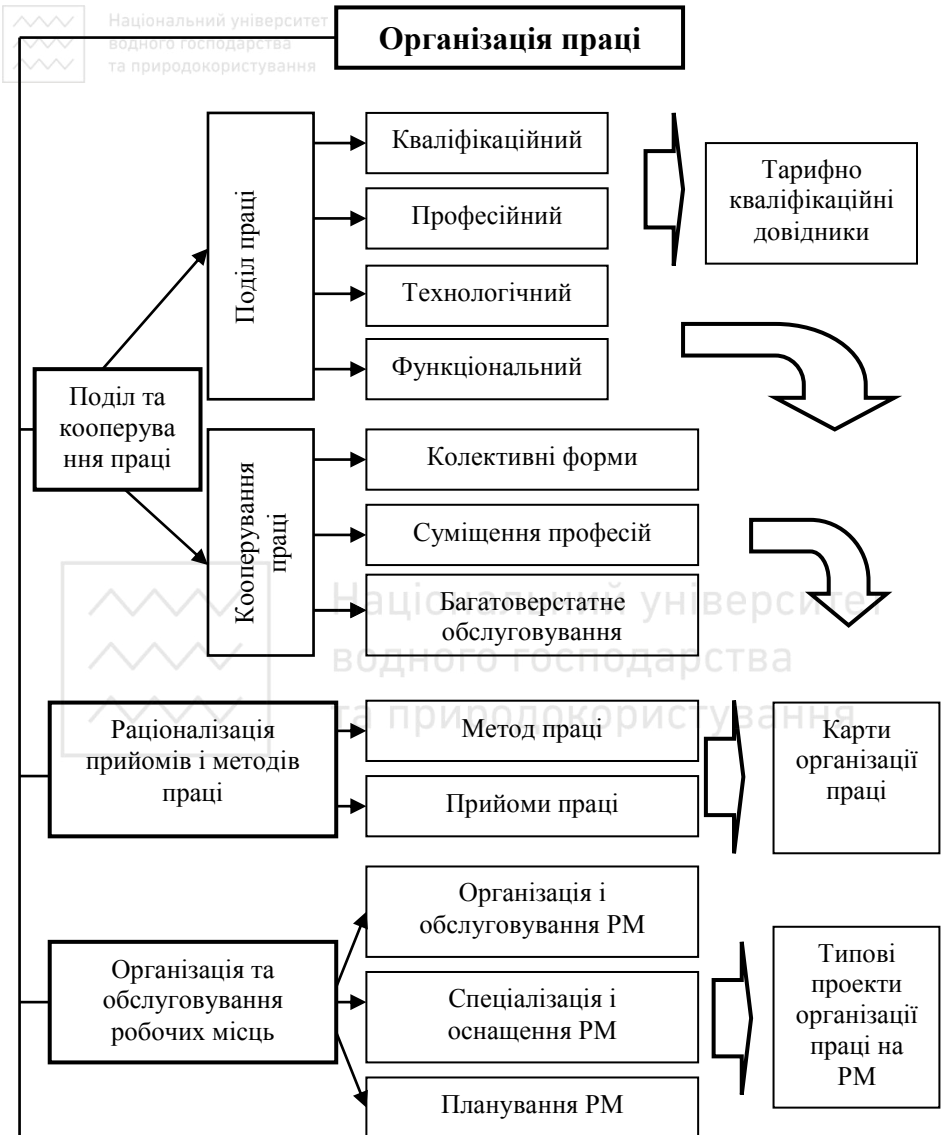 Національний університет
водного господарства
та природокористування
Організація праці
Поділ та
кооперува
ння праці
Поділ праці
Кваліфікаційний
Професійний
Технологічний
Функціональний
Тарифно
кваліфікаційні
довідники
Кооперування
праці
Колективні форми
Суміщення професій
Багатоверстатне
обслуговування
Національний університет
водного господарства
та природокористування
Раціоналізація
прийомів і методів
праці
Метод праці
Прийоми праці
Карти
організації
праці
Організація та
обслуговування
робочих місць
Організація і
обслуговування РМ
Спеціалізація і
оснащення РМ
Планування РМ
Типові
проекти
організації
праці на
РМ